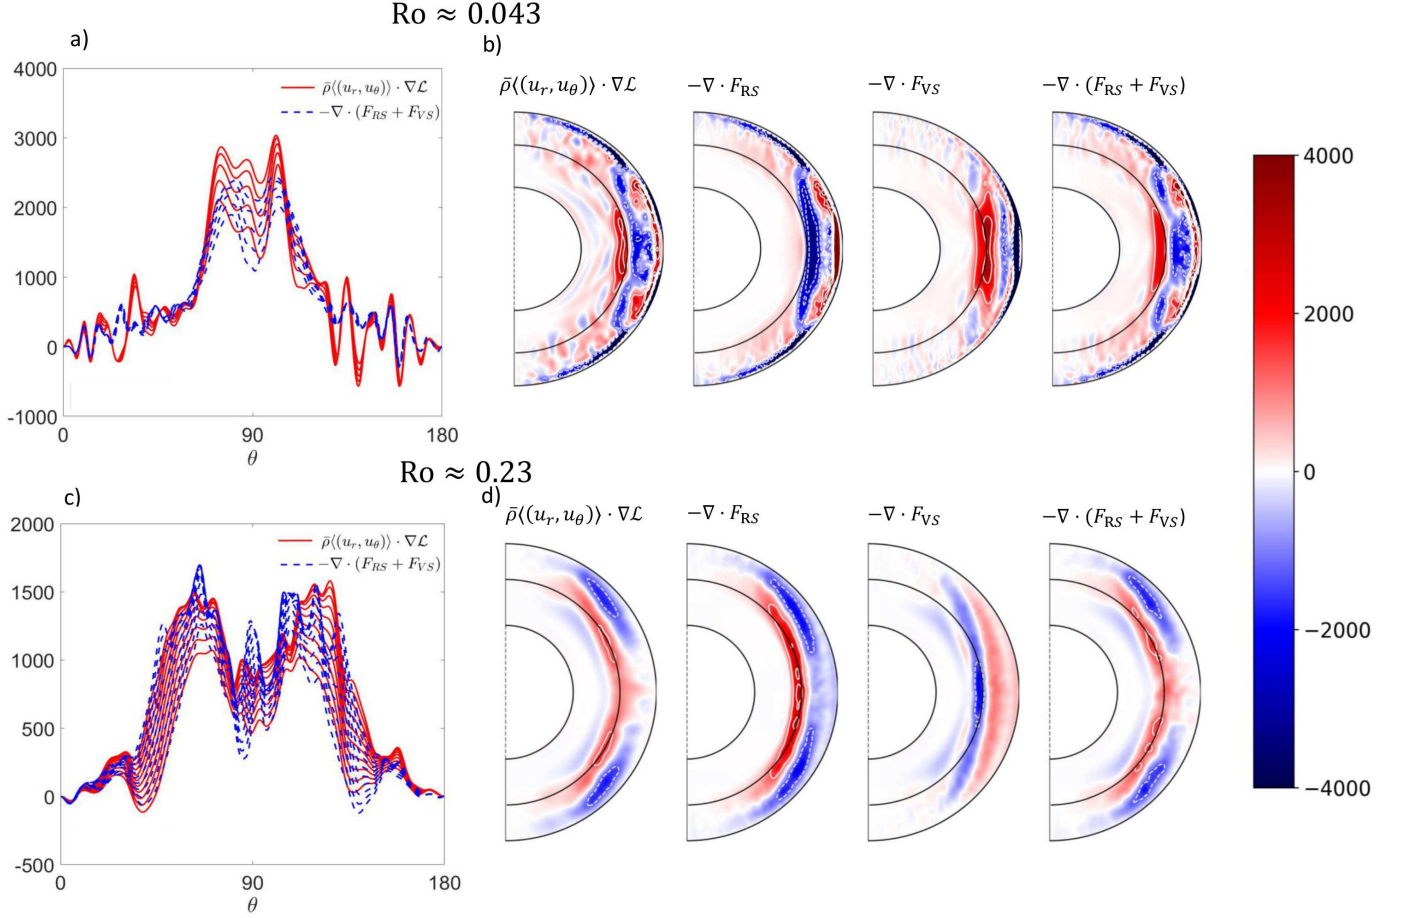 Ro ≈ 0.043
a)
4000
3000
2000
1000
0
-1000
0 90 180
θ
ρ̄⟨(u_r, u_θ)⟩ · ∇ℒ
−∇ · (F_RS + F_VS)
b)
ρ̄⟨(u_r, u_θ)⟩ · ∇ℒ
−∇ · F_RS
−∇ · F_VS
−∇ · (F_RS + F_VS)
4000
2000
0
−2000
−4000
Ro ≈ 0.23
c)
2000
1500
1000
500
0
-500
0 90 180
θ
ρ̄⟨(u_r, u_θ)⟩ · ∇ℒ
−∇ · (F_RS + F_VS)
d)
ρ̄⟨(u_r, u_θ)⟩ · ∇ℒ
−∇ · F_RS
−∇ · F_VS
−∇ · (F_RS + F_VS)